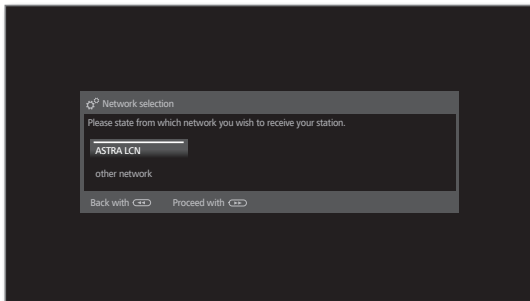 Network selection
Please state from which network you wish to receive your station.
ASTRA LCN
other network
Back with Proceed with